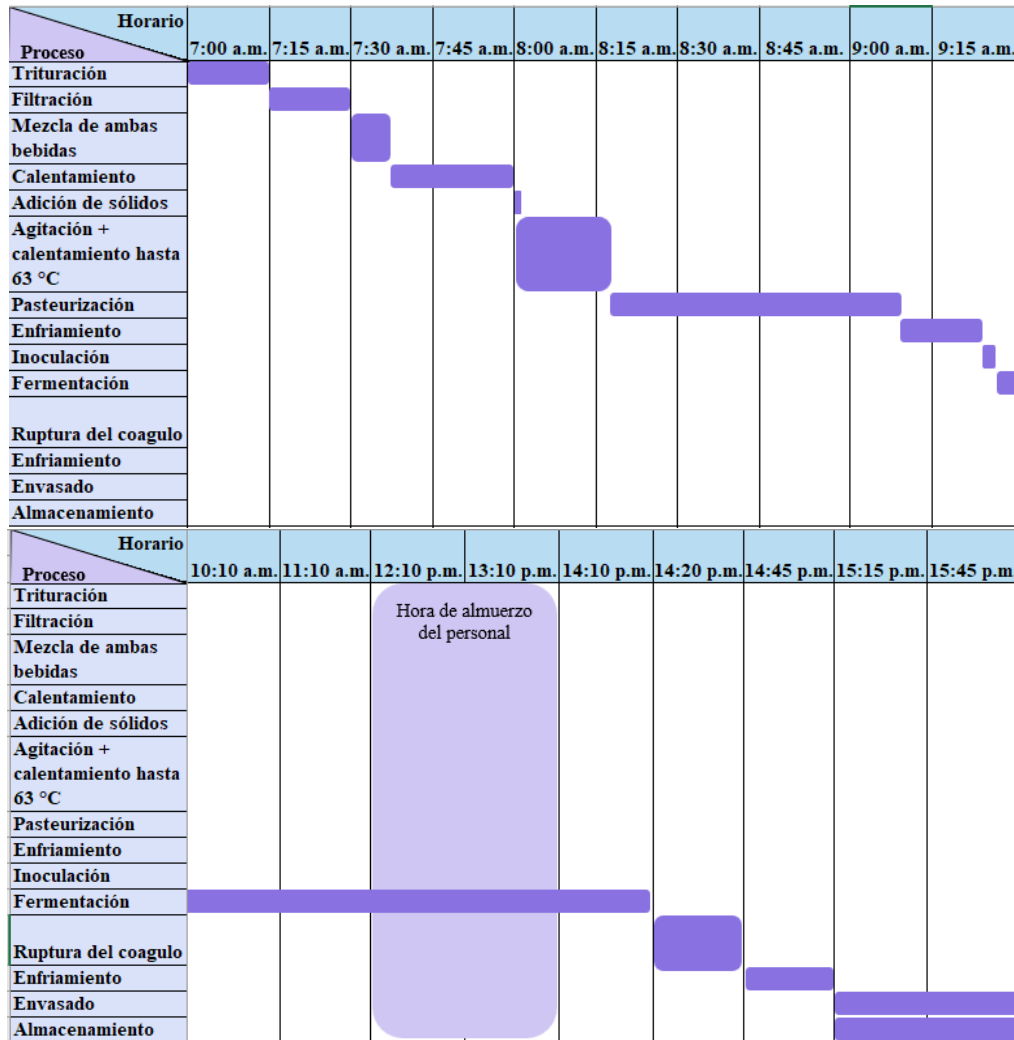 Horario
Proceso
7:00 a.m. 7:15 a.m. 7:30 a.m. 7:45 a.m. 8:00 a.m. 8:15 a.m. 8:30 a.m. 8:45 a.m. 9:00 a.m. 9:15 a.m.
Trituración
Filtración
Mezcla de ambas
bebidas
Calentamiento
Adición de sólidos
Agitación +
calentamiento hasta
63 °C
Pasteurización
Enfriamiento
Inoculación
Fermentación
Ruptura del coagulo
Enfriamiento
Envasado
Almacenamiento
Horario
Proceso
10:10 a.m. 11:10 a.m. 12:10 p.m. 13:10 p.m. 14:10 p.m. 14:20 p.m. 14:45 p.m. 15:15 p.m. 15:45 p.m
Trituración
Hora de almuerzo
Filtración
del personal
Mezcla de ambas
bebidas
Calentamiento
Adición de sólidos
Agitación +
calentamiento hasta
63 °C
Pasteurización
Enfriamiento
Inoculación
Fermentación
Ruptura del coagulo
Enfriamiento
Envasado
Almacenamiento